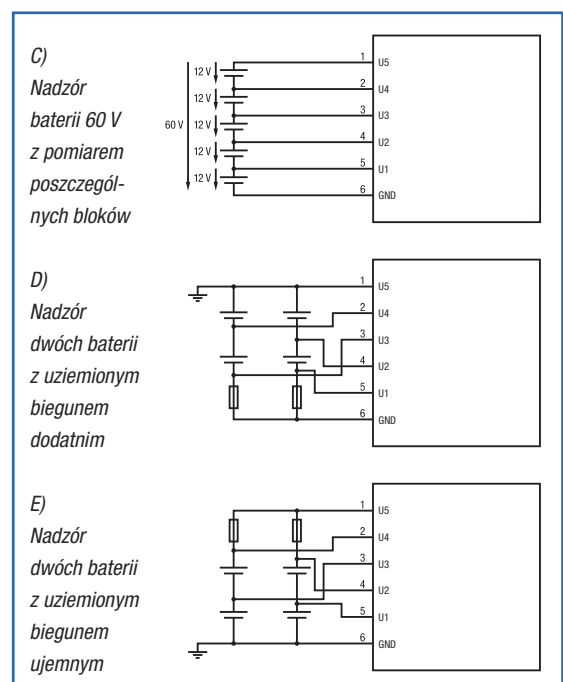 C)
Nadzór
baterii 60 V
z pomiarem
poszczegól-
nych bloków
60 V
12 V
12 V
12 V
12 V
12 V
1 U5
2 U4
3 U3
4 U2
5 U1
6 GND
D)
Nadzór
dwóch baterii
z uziemionym
biegunem
dodatnim
1 U5
2 U4
3 U3
4 U2
5 U1
6 GND
E)
Nadzór
dwóch baterii
z uziemionym
biegunem
ujemnym
1 U5
2 U4
3 U3
4 U2
5 U1
6 GND